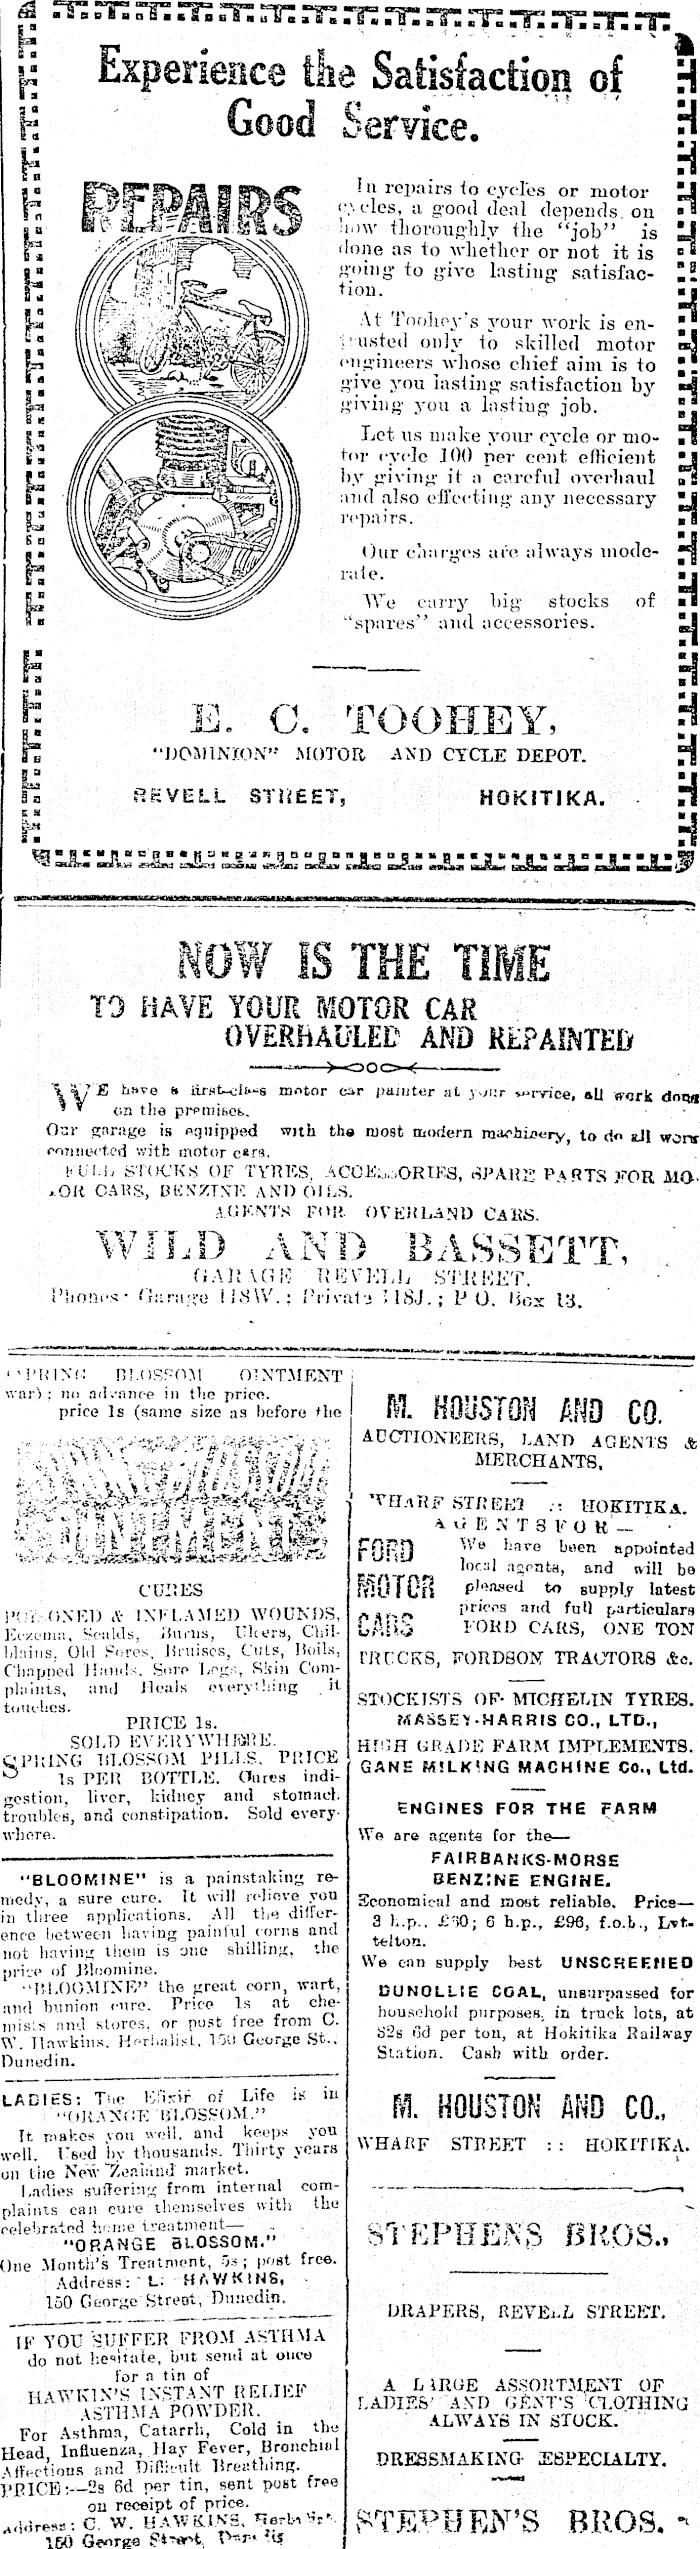 Experience the Satisfaction of
Good Service.
REPAIRS
In repairs to cycles or motor
cycles, a good deal depends on
how thoroughly the "job" is
done as to whether or not it is
going to give lasting satisfac-
tion.
At Toohey's your work is en-
trusted only to skilled motor
engineers whose chief aim is to
give you lasting satisfaction by
giving you a lasting job.
Let us make your cycle or mo-
tor cycle 100 per cent efficient
by giving it a careful overhaul
and also effecting any necessary
repairs.
Our charges are always mode-
rate.
We carry big stocks of
"spares" and accessories.
E. C. TOOHEY,
"DOMINION" MOTOR AND CYCLE DEPOT.
REVELL STREET, HOKITIKA.
NOW IS THE TIME
TO HAVE YOUR MOTOR CAR
OVERHAULED AND REPAINTED
WE have a first-class motor car painter at your service, all work done
on the premises.
Our garage is equipped with the most modern machinery, to do all work
connected with motor cars.
FULL STOCKS OF TYRES, ACCESSORIES, SPARE PARTS FOR MO-
TOR CARS, BENZINE AND OILS.
AGENTS FOR OVERLAND CARS.
WILD AND BASSETT,
GARAGE REVELL STREET.
Phones: Garage 118W.; Private 118J.; P.O. Box 13.
SPRING BLOSSOM OINTMENT
war); no advance in the price.
price 1s (same size as before the
SPRING BLOSSOM
OINTMENT
CURES
POISONED & INFLAMED WOUNDS,
Eczema, Scalds, Burns, Ulcers, Chil-
blains, Old Sores, Bruises, Cuts, Boils,
Chapped Hands, Sore Legs, Skin Com-
plaints, and Heals everything it
touches.
PRICE 1s.
SOLD EVERYWHERE.
SPRING BLOSSOM PILLS, PRICE
1s PER BOTTLE. Cures indi-
gestion, liver, kidney and stomach
troubles, and constipation. Sold every-
where.
"BLOOMINE" is a painstaking re-
medy, a sure cure. It will relieve you
in three applications. All the differ-
ence between having painful corns and
not having them is one shilling, the
price of Bloomine.
"BLOOMINE" the great corn, wart,
and bunion cure. Price 1s at che-
mists and stores, or post free from C.
W. Hawkins, Herbalist, 150 George St.,
Dunedin.
LADIES: The Elixir of Life is in
"ORANGE BLOSSOM."
It makes you well, and keeps you
well. Used by thousands. Thirty years
on the New Zealand market.
Ladies suffering from internal com-
plaints can cure themselves with the
celebrated home treatment—
"ORANGE BLOSSOM."
One Month's Treatment, 5s; post free.
Address: L. HAWKINS,
150 George Street, Dunedin.
IF YOU SUFFER FROM ASTHMA
do not hesitate, but send at once
for a tin of
HAWKIN'S INSTANT RELIEF
ASTHMA POWDER.
For Asthma, Catarrh, Cold in the
Head, Influenza, Hay Fever, Bronchial
Affections and Difficult Breathing.
PRICE:—2s 6d per tin, sent post free
on receipt of price.
Address: C. W. HAWKINS, Herbalist,
150 George Street,
M. HOUSTON AND CO.
AUCTIONEERS, LAND AGENTS &
MERCHANTS,
WHARF STREET :: HOKITIKA.
AGENTS FOR—
FORD MOTOR CARS
We have been appointed
local agents, and will be
pleased to supply latest
prices and full particulars
FORD CARS, ONE TON
TRUCKS, FORDSON TRACTORS &c.
STOCKISTS OF MICHELIN TYRES.
MASSEY-HARRIS CO., LTD.,
HIGH GRADE FARM IMPLEMENTS.
GANE MILKING MACHINE Co., Ltd.
ENGINES FOR THE FARM
We are agents for the—
FAIRBANKS-MORSE
BENZINE ENGINE.
Economical and most reliable. Price—
3 h.p., £60; 6 h.p., £96, f.o.b., Lyt-
telton.
We can supply best UNSCREENED
DUNOLLIE COAL, unsurpassed for
household purposes, in truck lots, at
32s 6d per ton, at Hokitika Railway
Station. Cash with order.
M. HOUSTON AND CO.,
WHARF STREET :: HOKITIKA.
STEPHENS BROS.,
DRAPERS, REVELL STREET.
A LARGE ASSORTMENT OF
LADIES' AND GENT'S CLOTHING
ALWAYS IN STOCK.
DRESSMAKING ESPECIALTY.
STEPHEN'S BROS.